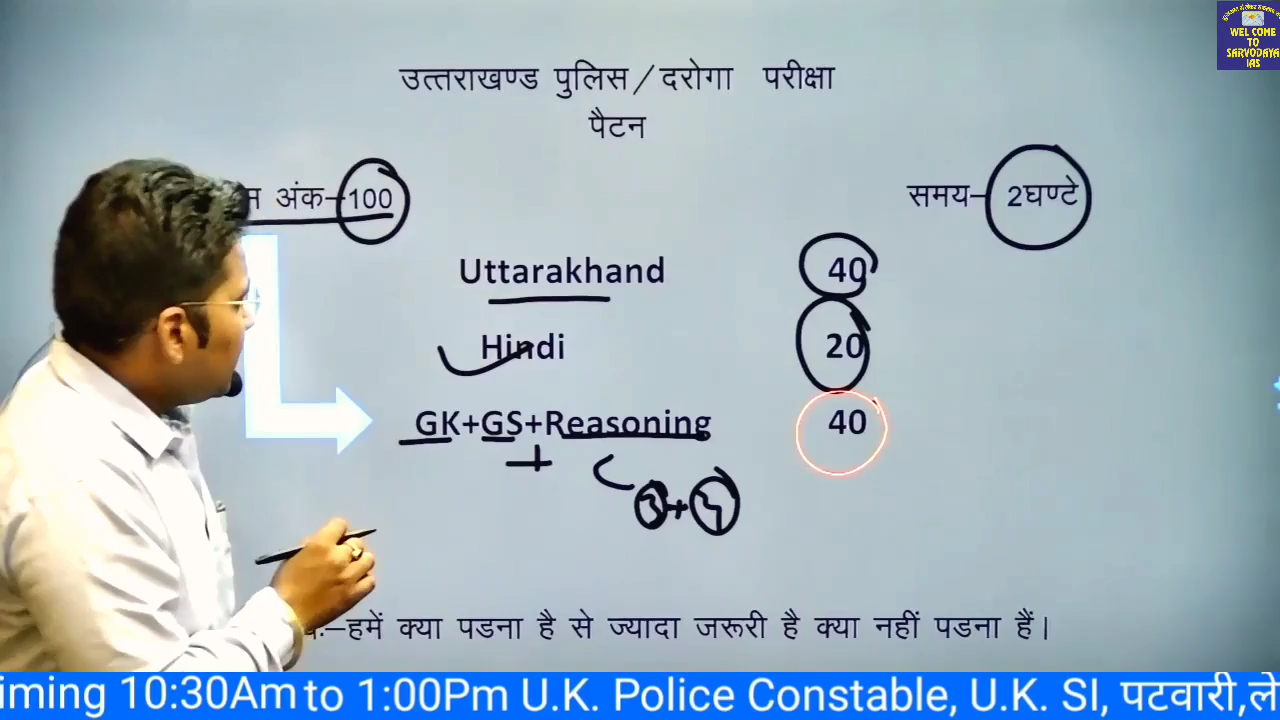 WEL COME
TO
SARVODAYA
IAS
उत्तराखण्ड पुलिस/दरोगा परीक्षा
पैटन
अंक-100
समय- 2घण्टे
Uttarakhand 40
Hindi 20
GK+GS+Reasoning 40
+
हमें क्या पडना है से ज्यादा जरूरी है क्या नहीं पडना हैं।
iming 10:30Am to 1:00Pm U.K. Police Constable, U.K. SI, पटवारी,ले